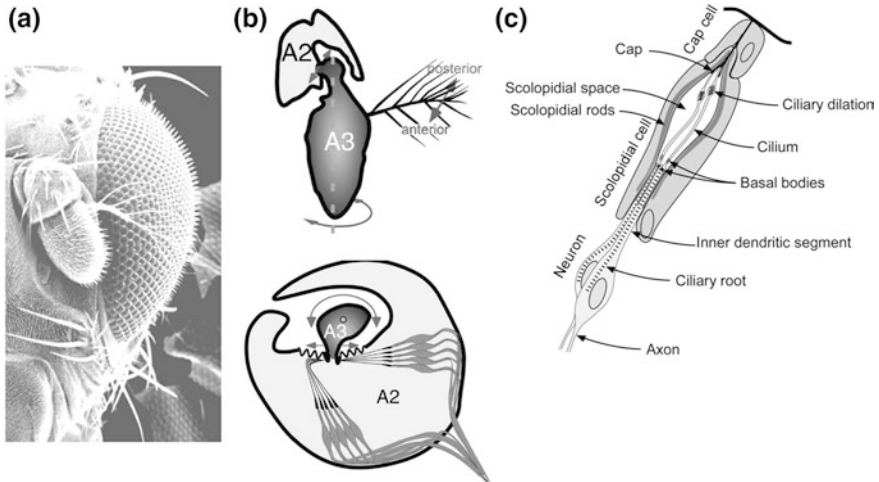 (a)
(b)
A2
posterior
anterior
A3
A3
A2
(c)
Cap cell
Cap
Scolopidial space
Scolopidial rods
Scolopidial cell
Ciliary dilation
Cilium
Basal bodies
Inner dendritic segment
Neuron
Ciliary root
Axon